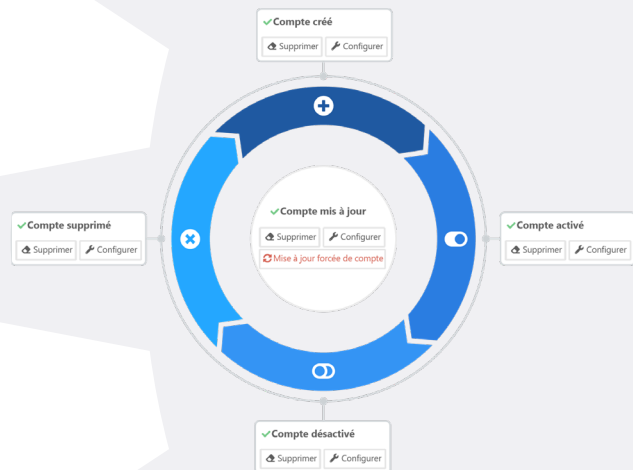 Compte créé
Supprimer Configurer
Compte mis à jour
Supprimer Configurer
Mise à jour forcée de compte
Compte supprimé
Supprimer Configurer
Compte activé
Supprimer Configurer
Compte désactivé
Supprimer Configurer